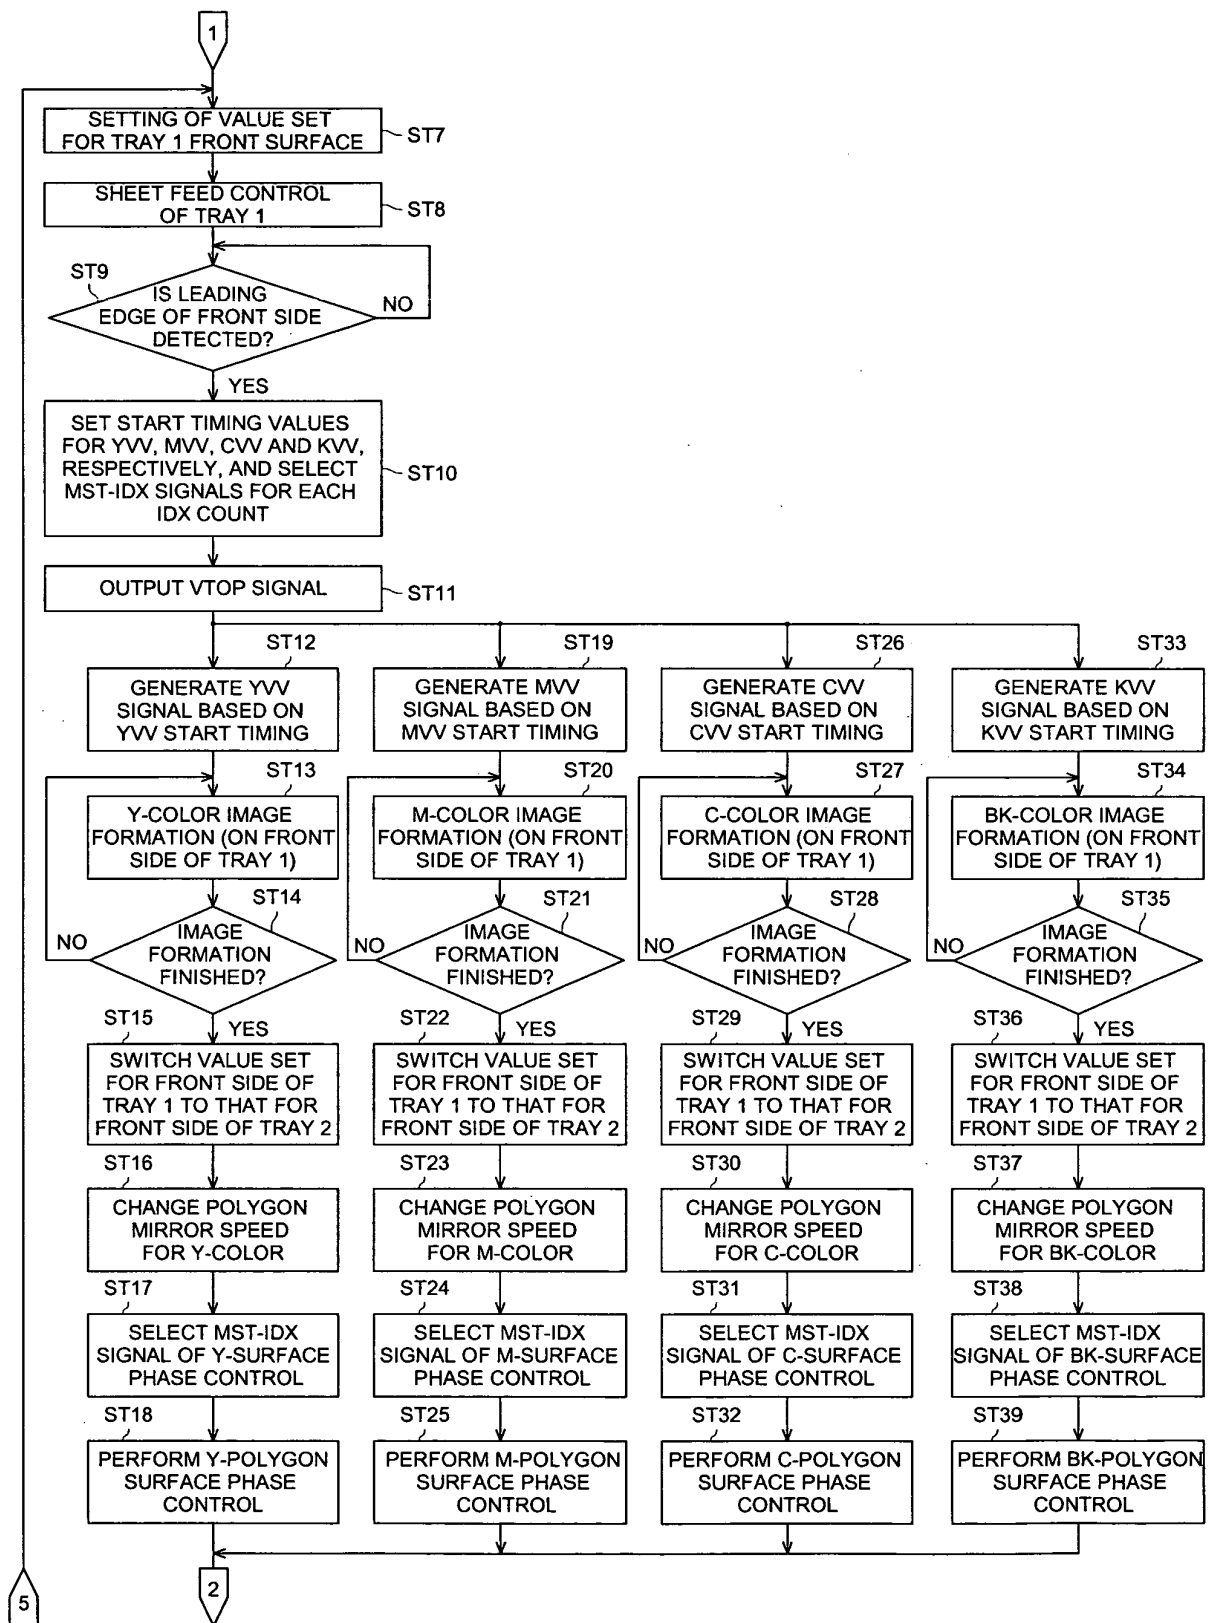 1
SETTING OF VALUE SET
FOR TRAY 1 FRONT SURFACE
ST7
SHEET FEED CONTROL
OF TRAY 1
ST8
ST9
IS LEADING
EDGE OF FRONT SIDE
DETECTED?
NO
YES
SET START TIMING VALUES
FOR YVV, MVV, CVV AND KVV,
RESPECTIVELY, AND SELECT
MST-IDX SIGNALS FOR EACH
IDX COUNT
ST10
OUTPUT VTOP SIGNAL
ST11
ST12
GENERATE YVV
SIGNAL BASED ON
YVV START TIMING
ST13
Y-COLOR IMAGE
FORMATION (ON FRONT
SIDE OF TRAY 1)
ST14
IMAGE
FORMATION
FINISHED?
NO
YES
ST15
SWITCH VALUE SET
FOR FRONT SIDE OF
TRAY 1 TO THAT FOR
FRONT SIDE OF TRAY 2
ST16
CHANGE POLYGON
MIRROR SPEED
FOR Y-COLOR
ST17
SELECT MST-IDX
SIGNAL OF Y-SURFACE
PHASE CONTROL
ST18
PERFORM Y-POLYGON
SURFACE PHASE
CONTROL
ST19
GENERATE MVV
SIGNAL BASED ON
MVV START TIMING
ST20
M-COLOR IMAGE
FORMATION (ON FRONT
SIDE OF TRAY 1)
ST21
IMAGE
FORMATION
FINISHED?
NO
YES
ST22
SWITCH VALUE SET
FOR FRONT SIDE OF
TRAY 1 TO THAT FOR
FRONT SIDE OF TRAY 2
ST23
CHANGE POLYGON
MIRROR SPEED
FOR M-COLOR
ST24
SELECT MST-IDX
SIGNAL OF M-SURFACE
PHASE CONTROL
ST25
PERFORM M-POLYGON
SURFACE PHASE
CONTROL
ST26
GENERATE CVV
SIGNAL BASED ON
CVV START TIMING
ST27
C-COLOR IMAGE
FORMATION (ON FRONT
SIDE OF TRAY 1)
ST28
IMAGE
FORMATION
FINISHED?
NO
YES
ST29
SWITCH VALUE SET
FOR FRONT SIDE OF
TRAY 1 TO THAT FOR
FRONT SIDE OF TRAY 2
ST30
CHANGE POLYGON
MIRROR SPEED
FOR C-COLOR
ST31
SELECT MST-IDX
SIGNAL OF C-SURFACE
PHASE CONTROL
ST32
PERFORM C-POLYGON
SURFACE PHASE
CONTROL
ST33
GENERATE KVV
SIGNAL BASED ON
KVV START TIMING
ST34
BK-COLOR IMAGE
FORMATION (ON FRONT
SIDE OF TRAY 1)
ST35
IMAGE
FORMATION
FINISHED?
NO
YES
ST36
SWITCH VALUE SET
FOR FRONT SIDE OF
TRAY 1 TO THAT FOR
FRONT SIDE OF TRAY 2
ST37
CHANGE POLYGON
MIRROR SPEED
FOR BK-COLOR
ST38
SELECT MST-IDX
SIGNAL OF BK-SURFACE
PHASE CONTROL
ST39
PERFORM BK-POLYGON
SURFACE PHASE
CONTROL
2
5